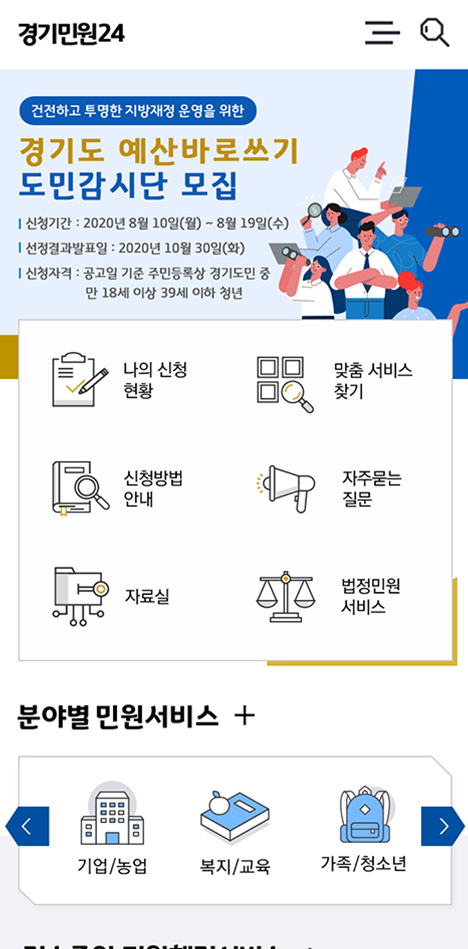 경기민원24
건전하고 투명한 지방재정 운영을 위한
경기도 예산바로쓰기
도민감시단 모집
신청기간 : 2020년 8월 10일(월) ~ 8월 19일(수)
선정결과발표일 : 2020년 10월 30일(화)
신청자격 : 공고일 기준 주민등록상 경기도민 중
만 18세 이상 39세 이하 청년
나의 신청
현황
맞춤 서비스
찾기
신청방법
안내
자주묻는
질문
자료실
법정민원
서비스
분야별 민원서비스 +
기업/농업
복지/교육
가족/청소년